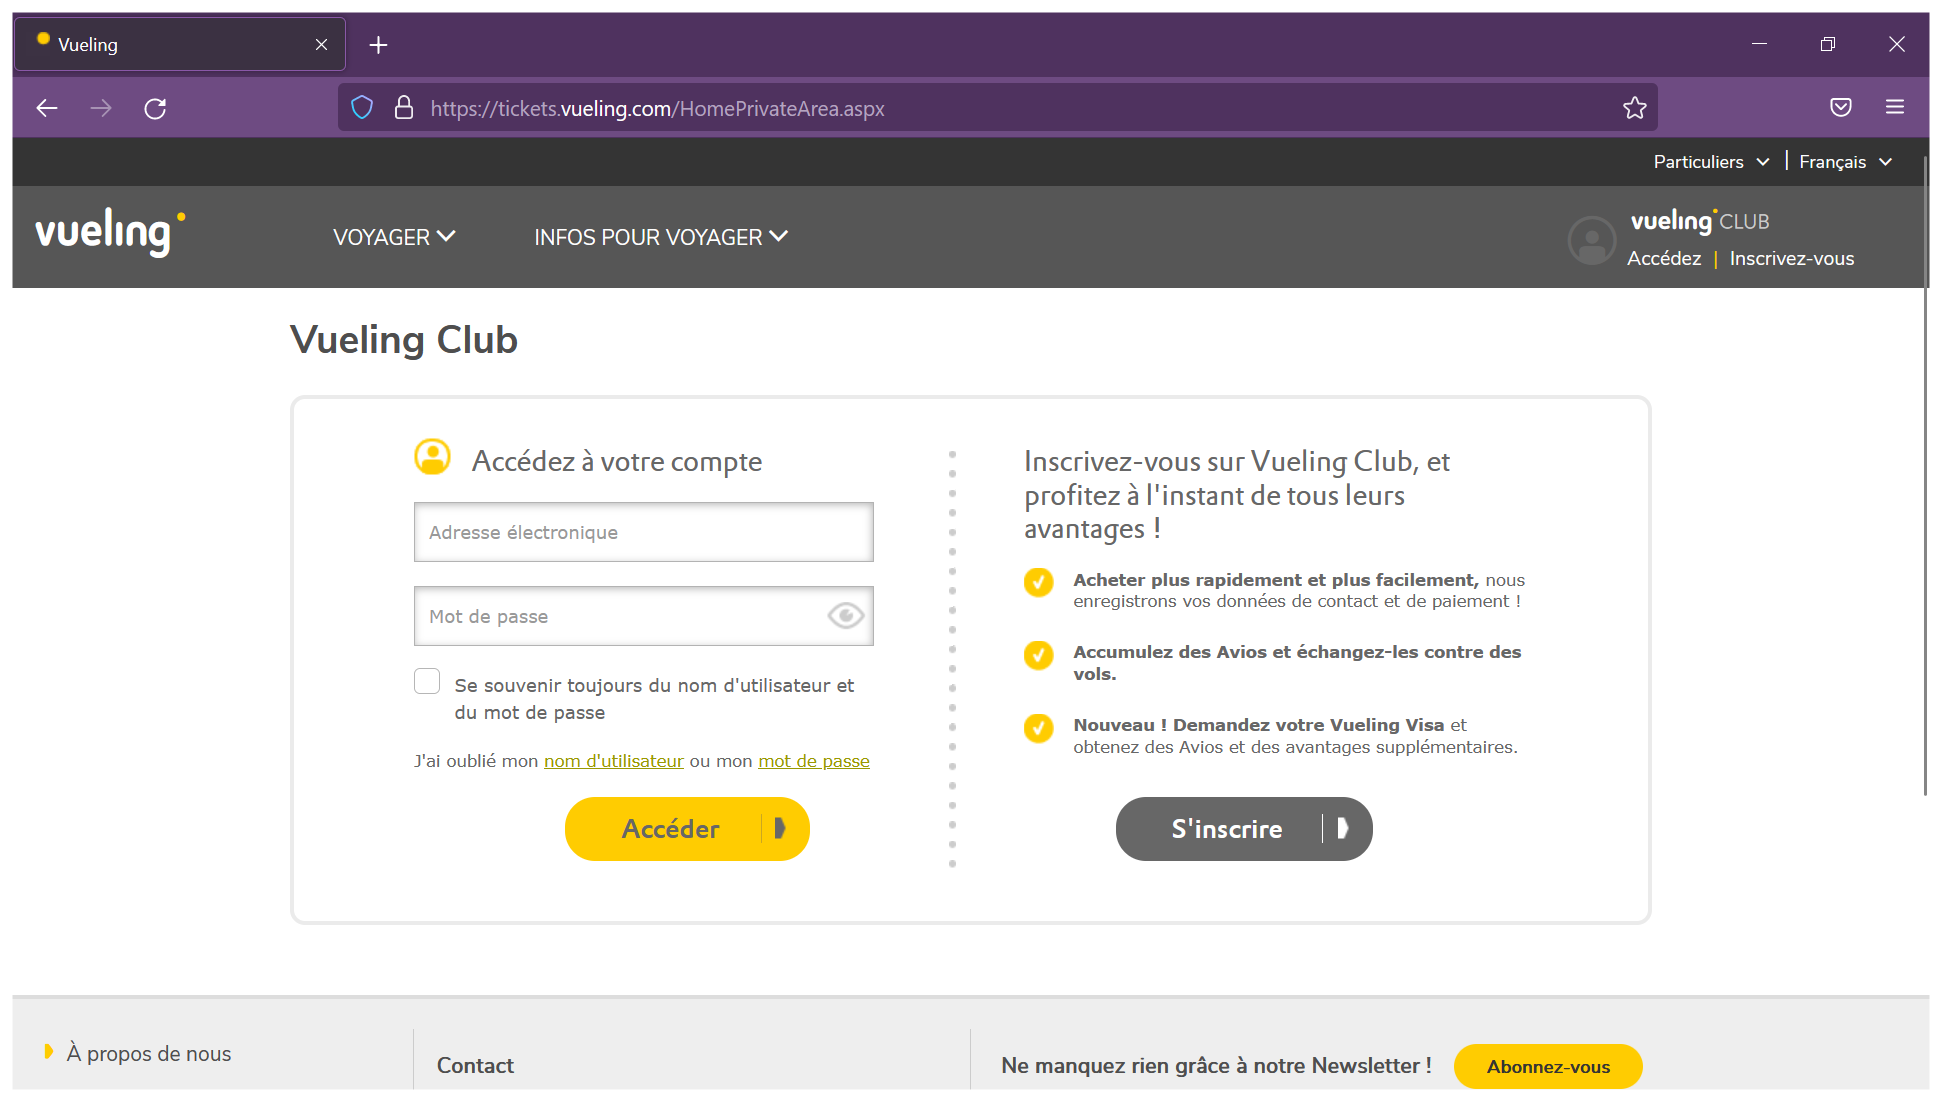 Vueling
https://tickets.vueling.com/HomePrivateArea.aspx
Particuliers | Français
vueling
VOYAGER
INFOS POUR VOYAGER
vueling CLUB
Accédez | Inscrivez-vous
Vueling Club
Accédez à votre compte
Adresse électronique
Mot de passe
Se souvenir toujours du nom d'utilisateur et
du mot de passe
J'ai oublié mon nom d'utilisateur ou mon mot de passe
Accéder
Inscrivez-vous sur Vueling Club, et
profitez à l'instant de tous leurs
avantages !
Acheter plus rapidement et plus facilement, nous
enregistrons vos données de contact et de paiement !
Accumulez des Avios et échangez-les contre des
vols.
Nouveau ! Demandez votre Vueling Visa et
obtenez des Avios et des avantages supplémentaires.
S'inscrire
À propos de nous
Contact
Ne manquez rien grâce à notre Newsletter !
Abonnez-vous